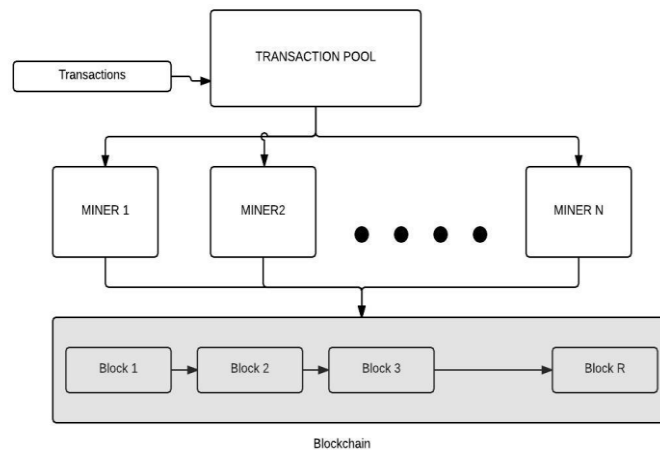 TRANSACTION POOL
Transactions
MINER 1
MINER2
MINER N
Block 1
Block 2
Block 3
Block R
Blockchain